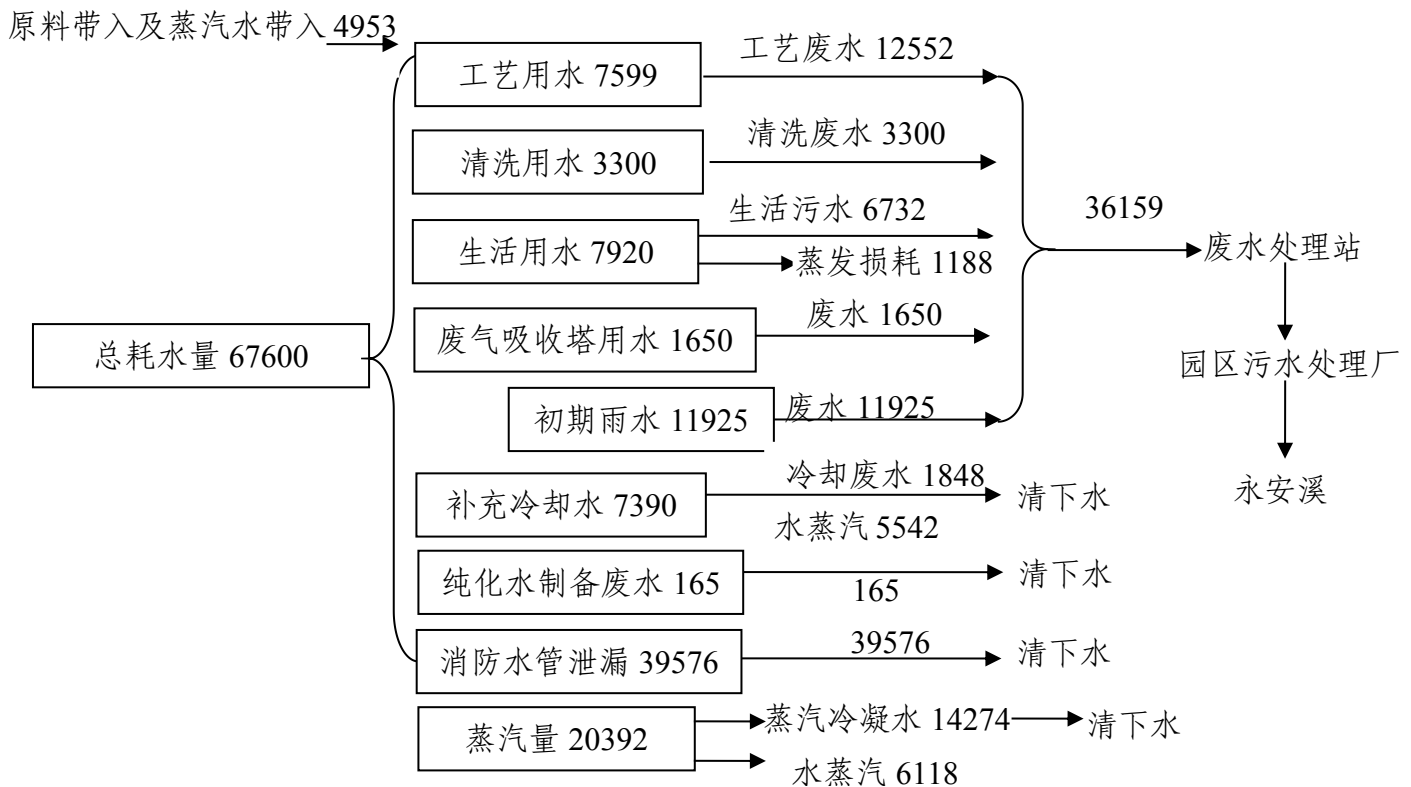 原料带入及蒸汽水带入 4953
工艺用水 7599
工艺废水 12552
清洗用水 3300
清洗废水 3300
生活用水 7920
生活污水 6732
蒸发损耗 1188
36159
废水处理站
总耗水量 67600
废气吸收塔用水 1650
废水 1650
园区污水处理厂
初期雨水 11925
废水 11925
永安溪
补充冷却水 7390
冷却废水 1848
清下水
水蒸汽 5542
纯化水制备废水 165
165
清下水
消防水管泄漏 39576
39576
清下水
蒸汽量 20392
蒸汽冷凝水 14274
清下水
水蒸汽 6118